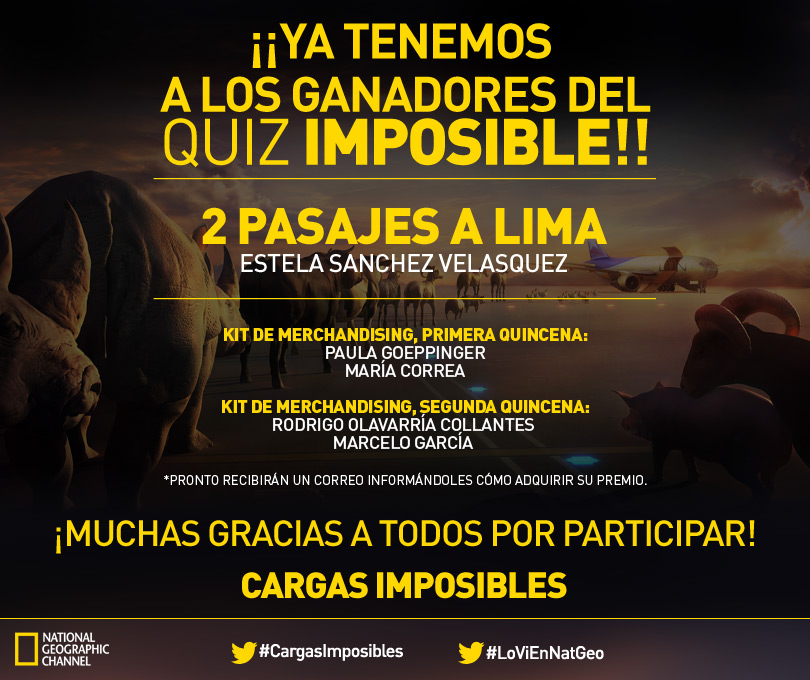 ¡¡YA TENEMOS
A LOS GANADORES DEL
QUIZ IMPOSIBLE!!
2 PASAJES A LIMA
ESTELA SANCHEZ VELASQUEZ
KIT DE MERCHANDISING, PRIMERA QUINCENA:
PAULA GOEPPINGER
MARÍA CORREA
KIT DE MERCHANDISING, SEGUNDA QUINCENA:
RODRIGO OLAVARRÍA COLLANTES
MARCELO GARCÍA
*PRONTO RECIBIRÁN UN CORREO INFORMÁNDOLES CÓMO ADQUIRIR SU PREMIO.
¡MUCHAS GRACIAS A TODOS POR PARTICIPAR!
CARGAS IMPOSIBLES
NATIONAL
GEOGRAPHIC
CHANNEL
#CargasImposibles
#LoViEnNatGeo